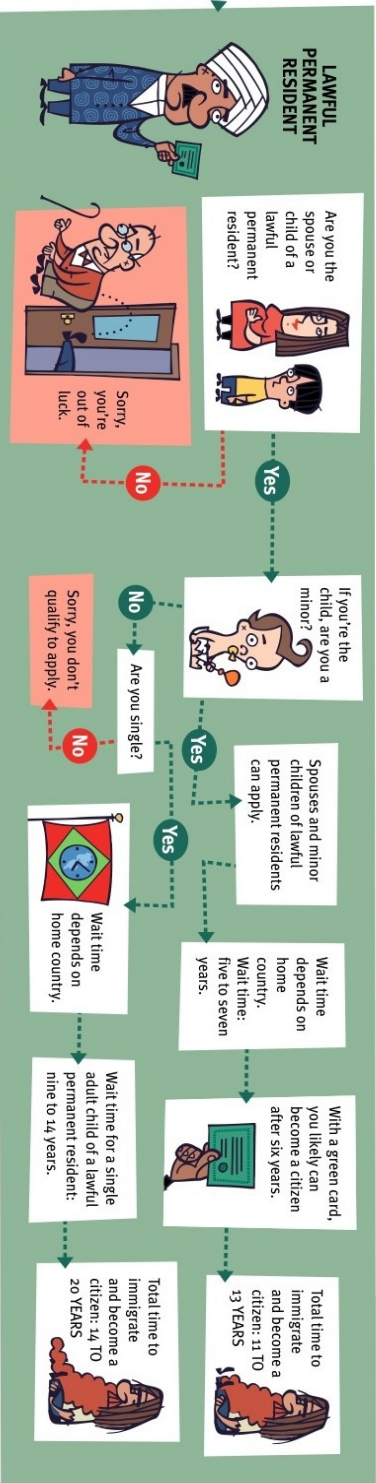 LAWFUL
PERMANENT
RESIDENT
Are you the
spouse or
child of a
lawful
permanent
resident?
No
Sorry,
you're
out of
luck.
Yes
If you're the
child, are you a
minor?
No
Are you single?
No
Sorry, you don't
qualify to apply.
Yes
Wait time
depends on
home country.
Wait time for a single
adult child of a lawful
permanent resident:
nine to 14 years.
Total time to
immigrate
and become a
citizen: 14 TO
20 YEARS
Yes
Spouses and minor
children of lawful
permanent residents
can apply.
Wait time
depends on
home
country.
Wait time:
five to seven
years.
With a green card,
you likely can
become a citizen
after six years.
Total time to
immigrate
and become a
citizen: 11 TO
13 YEARS